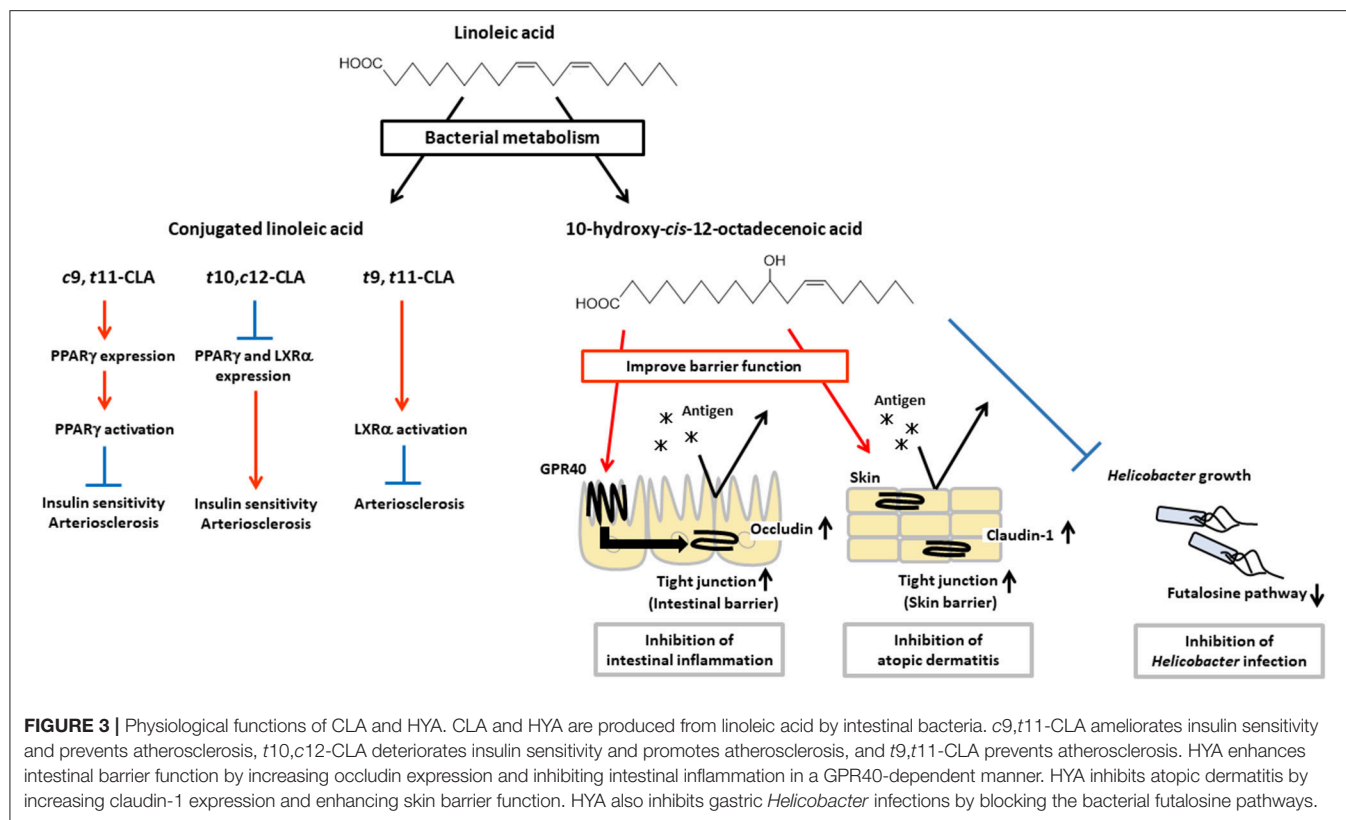 Linoleic acid
HOOC
Bacterial metabolism
Conjugated linoleic acid
10-hydroxy-cis-12-octadecenoic acid
c9, t11-CLA
t10,c12-CLA
t9, t11-CLA
OH
HOOC
PPARγ expression
PPARγ and LXRα
expression
Improve barrier function
PPARγ activation
LXRα activation
Antigen
Antigen
GPR40
Skin
Helicobacter growth
Insulin sensitivity
Arteriosclerosis
Insulin sensitivity
Arteriosclerosis
Arteriosclerosis
Occludin
Claudin-1
Tight junction
(Intestinal barrier)
Tight junction
(Skin barrier)
Futalosine pathway
Inhibition of
intestinal inflammation
Inhibition of
atopic dermatitis
Inhibition of
Helicobacter infection
FIGURE 3 | Physiological functions of CLA and HYA. CLA and HYA are produced from linoleic acid by intestinal bacteria. c9,t11-CLA ameliorates insulin sensitivity
and prevents atherosclerosis, t10,c12-CLA deteriorates insulin sensitivity and promotes atherosclerosis, and t9,t11-CLA prevents atherosclerosis. HYA enhances
intestinal barrier function by increasing occludin expression and inhibiting intestinal inflammation in a GPR40-dependent manner. HYA inhibits atopic dermatitis by
increasing claudin-1 expression and enhancing skin barrier function. HYA also inhibits gastric Helicobacter infections by blocking the bacterial futalosine pathways.